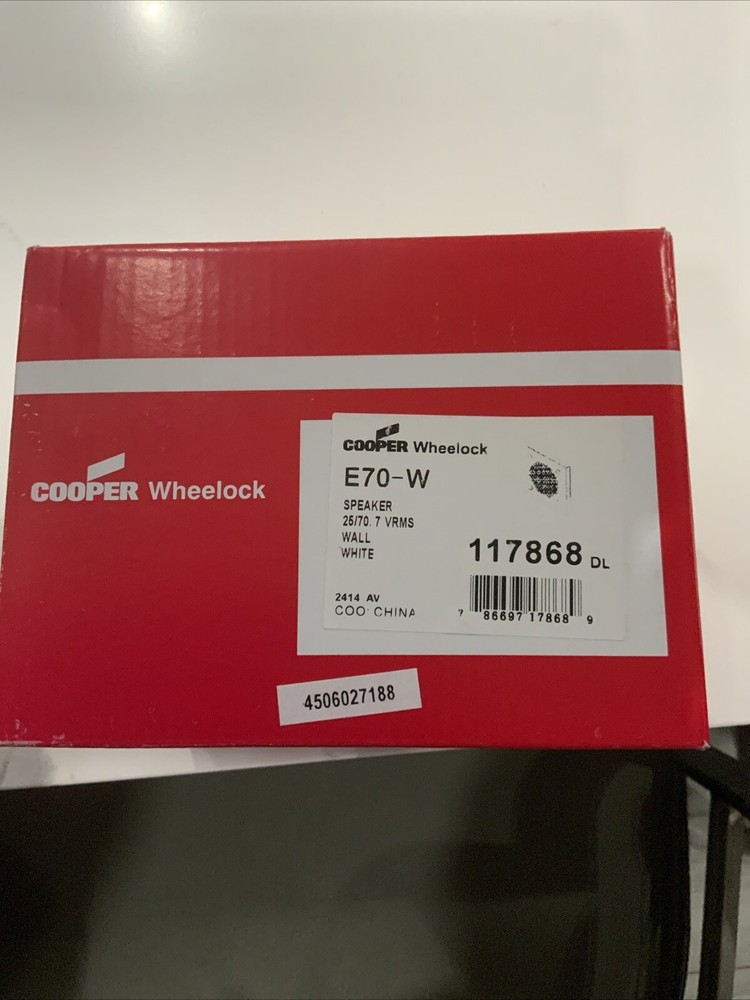 COOPER Wheelock
COOPER Wheelock
E70-W
SPEAKER
25/70.7 VRMS
WALL
WHITE
117868 DL
2414 AV
COO: CHINA
7 86697 17868 9
4506027188